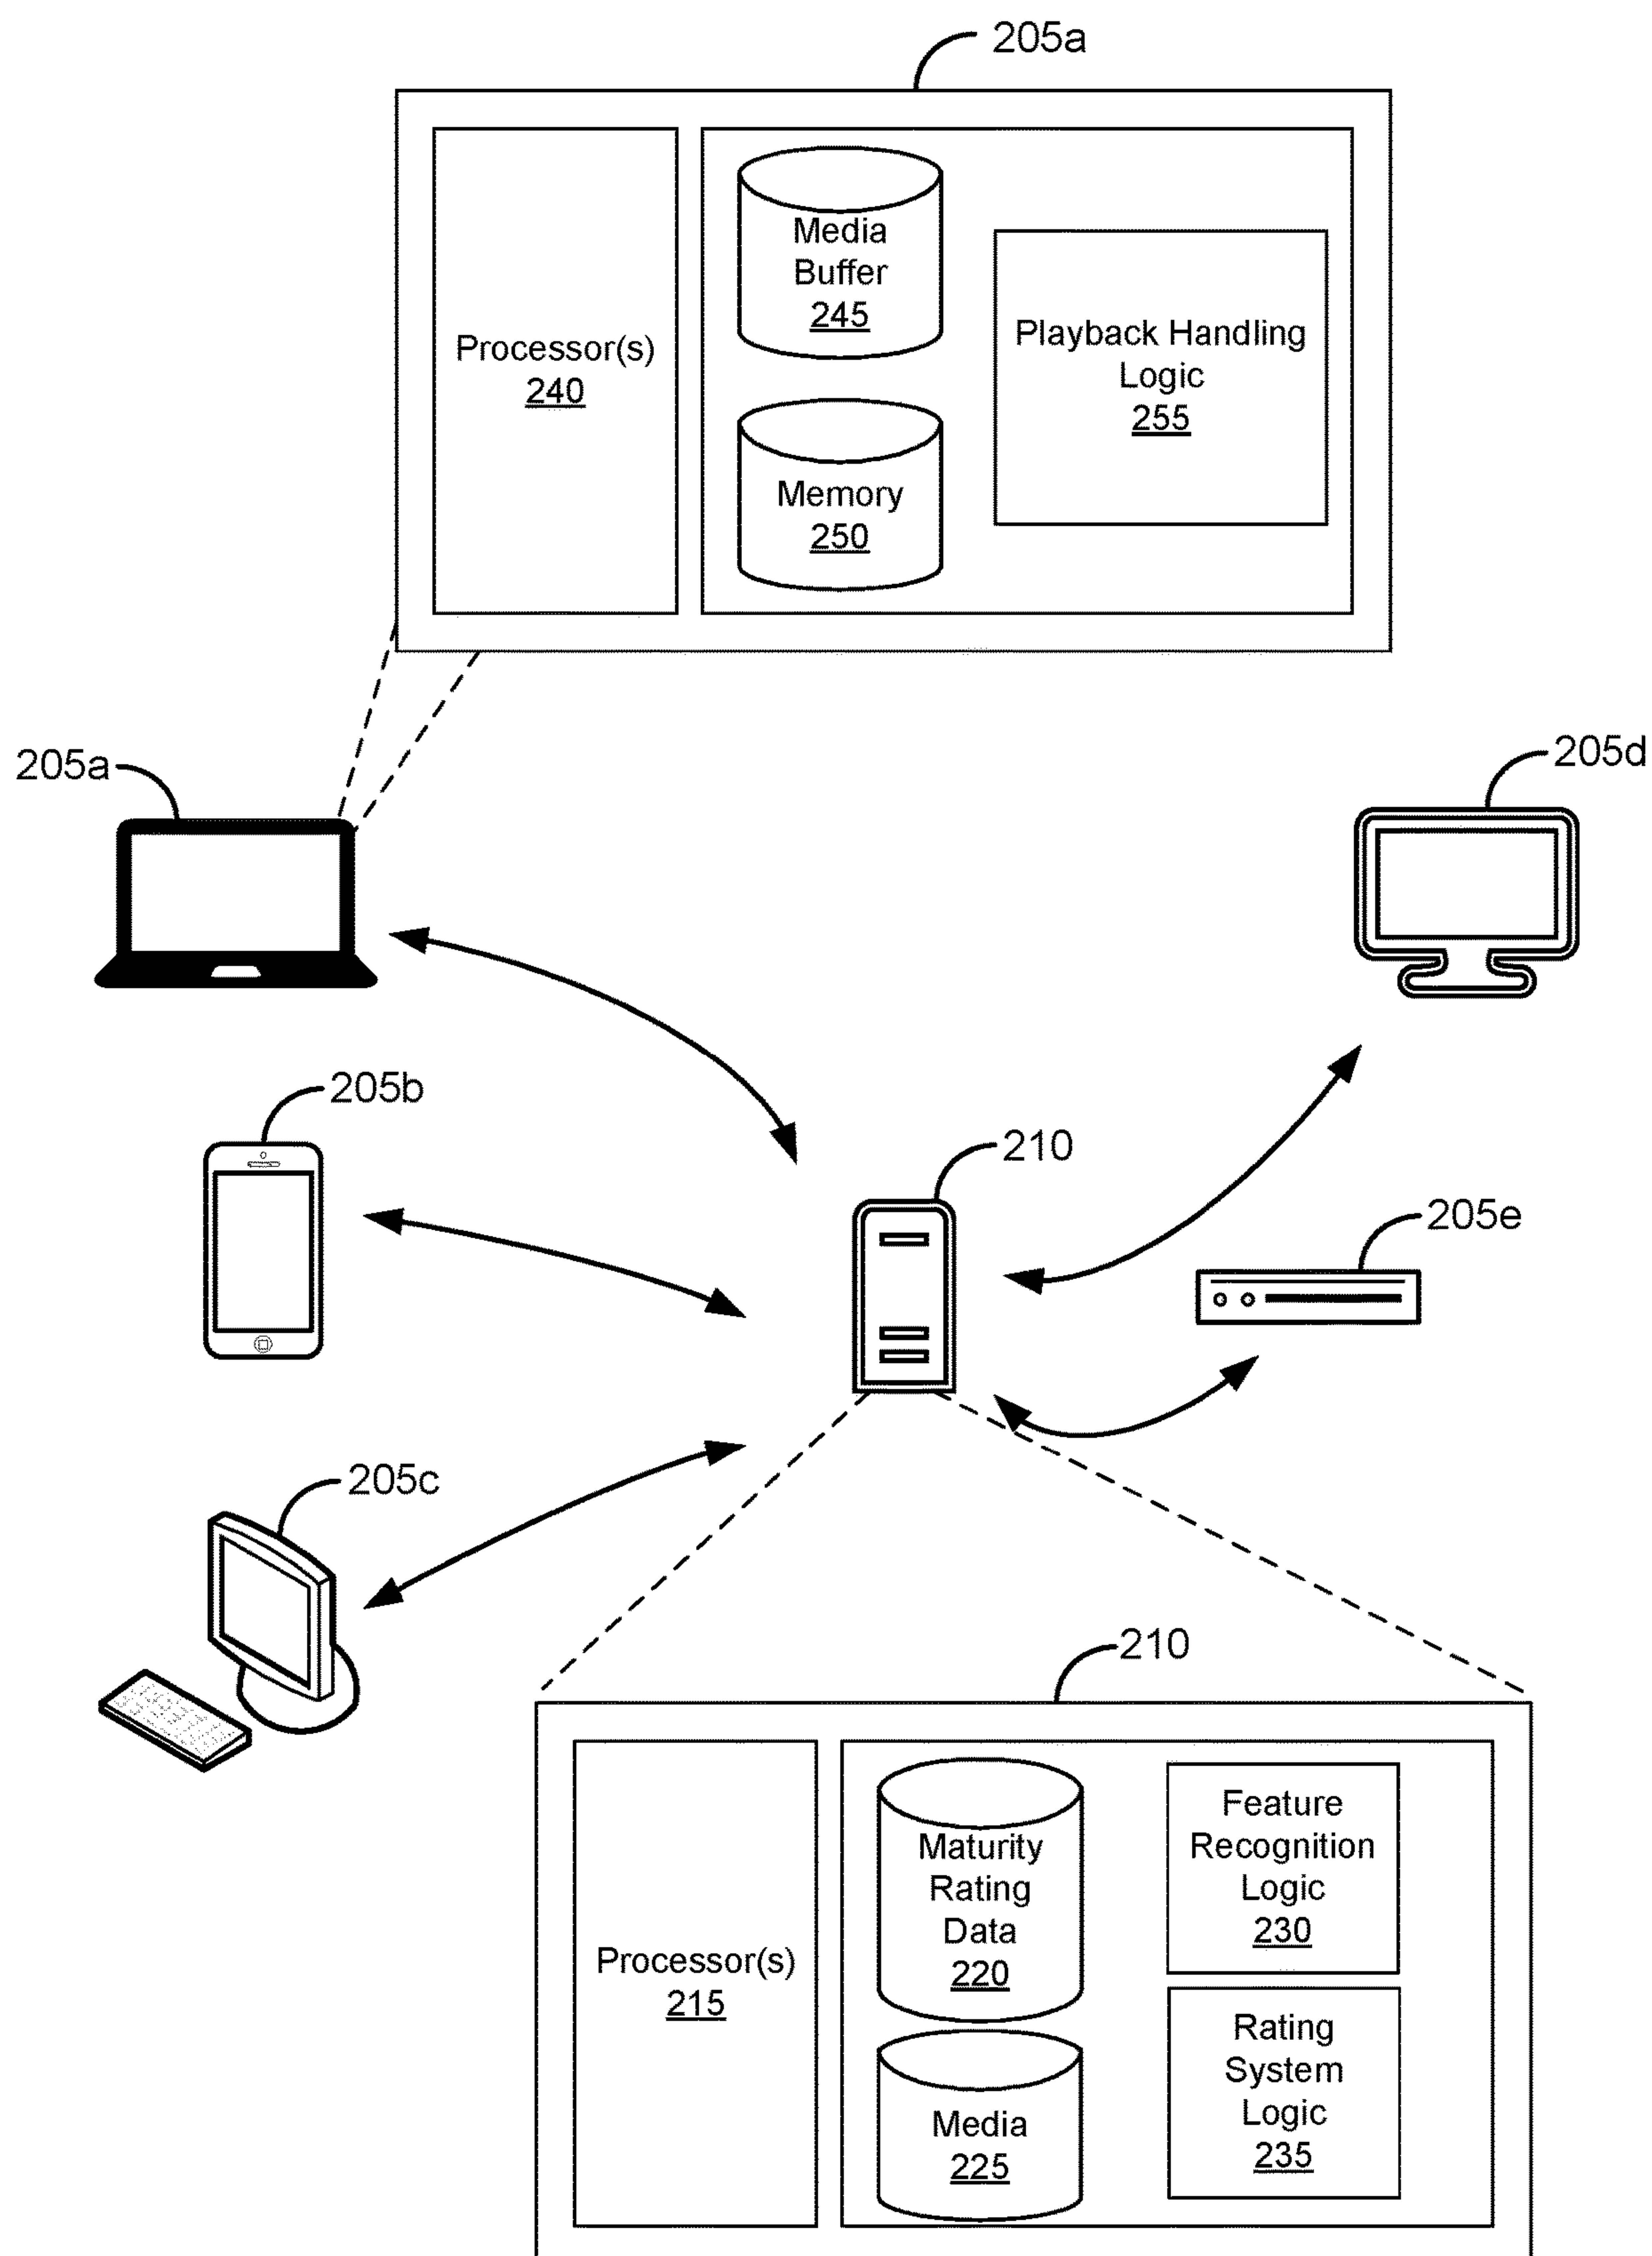 205a
Media
Buffer
245
Processor(s)
240
Playback Handling
Logic
255
Memory
250
205a
205d
205b
210
205e
205c
210
Maturity
Rating
Data
220
Feature
Recognition
Logic
230
Processor(s)
215
Rating
System
Logic
235
Media
225